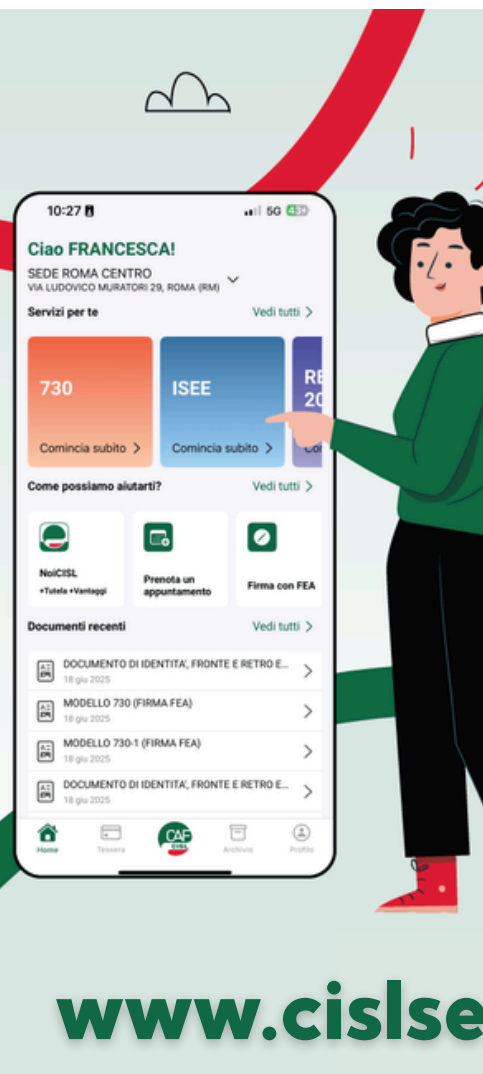 10:27
5G
Ciao FRANCESCA!
SEDE ROMA CENTRO
VIA LUDOVICO MURATORI 29, ROMA (RM)
Servizi per te
Vedi tutti >
730
ISEE
RE
20
Comincia subito >
Comincia subito >
Co
Come possiamo aiutarti?
Vedi tutti >
NoiCISL
+Tutela +Vantaggi
Prenota un
appuntamento
Firma con FEA
Documenti recenti
Vedi tutti >
DOCUMENTO DI IDENTITA', FRONTE E RETRO E...
18 giu 2025
MODELLO 730 (FIRMA FEA)
18 giu 2025
MODELLO 730-1 (FIRMA FEA)
18 giu 2025
DOCUMENTO DI IDENTITA', FRONTE E RETRO E...
18 giu 2025
Home
Tessera
CAF
CISL
Archivio
Profilo
www.cislse